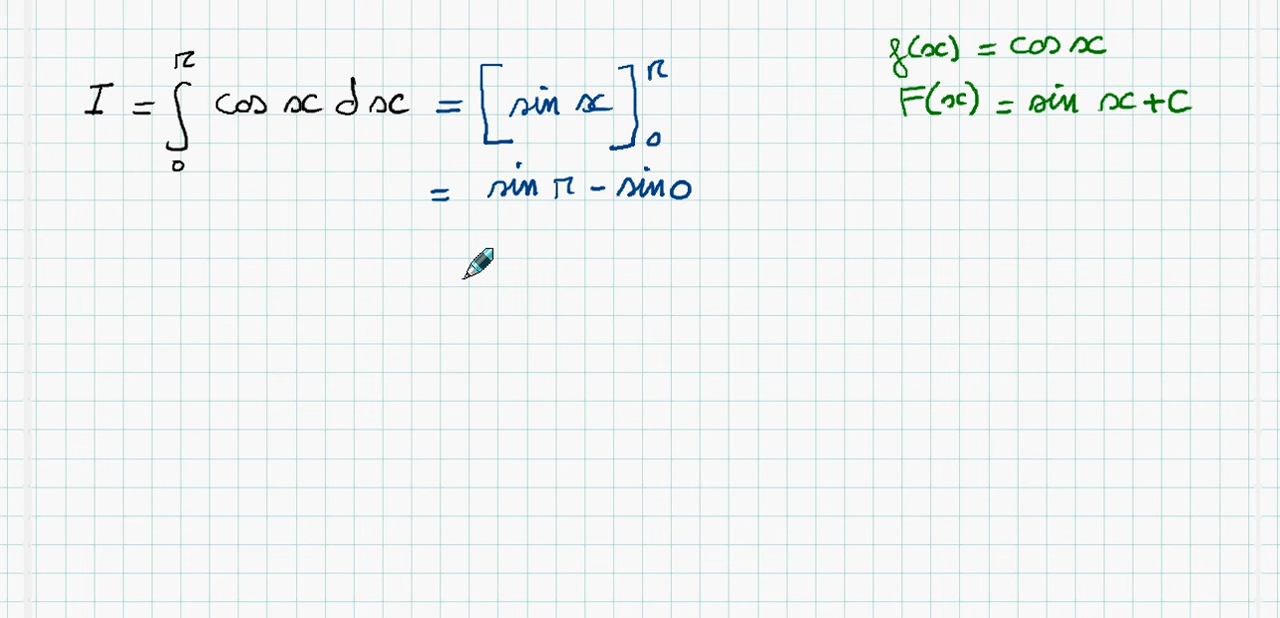 I = ∫₀^π cos x dx = [sin x]₀^π
= sin π - sin 0
f(x) = cos x
F(x) = sin x + C